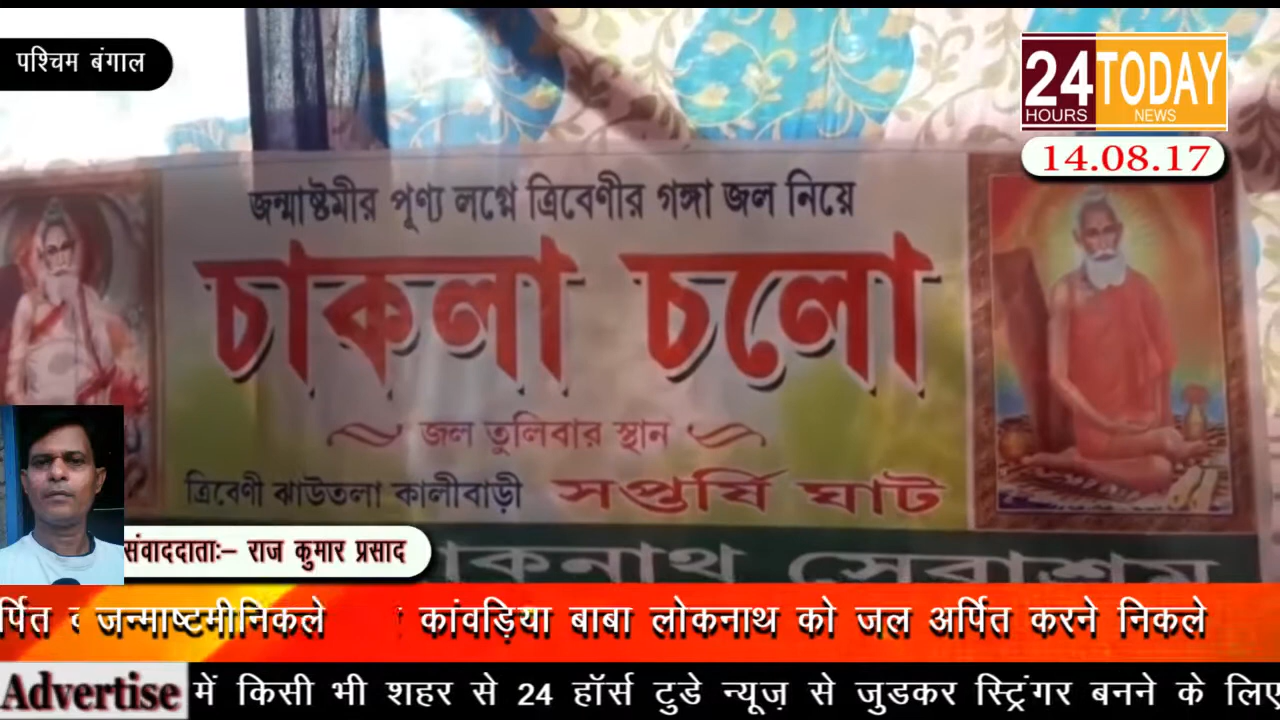 पश्चिम बंगाल
24 TODAY
HOURS NEWS
14.08.17
জন্মাষ্টমীর পূণ্য লগ্নে ত্রিবেণীর গঙ্গা জল নিয়ে
চাকলা চলো
জল তুলিবার স্থান
ত্রিবেণী ঝাউতলা কালীবাড়ী সপ্তর্ষি ঘাট
संवाददाताः– राज कुमार प्रसाद
সেবাশ্রম
जन्माष्टमीनिकले कांवड़िया बाबा लोकनाथ को जल अर्पित करने निकले
Advertise में किसी भी शहर से 24 हॉर्स टुडे न्यूज़ से जुडकर स्ट्रिंगर बनने के लिए